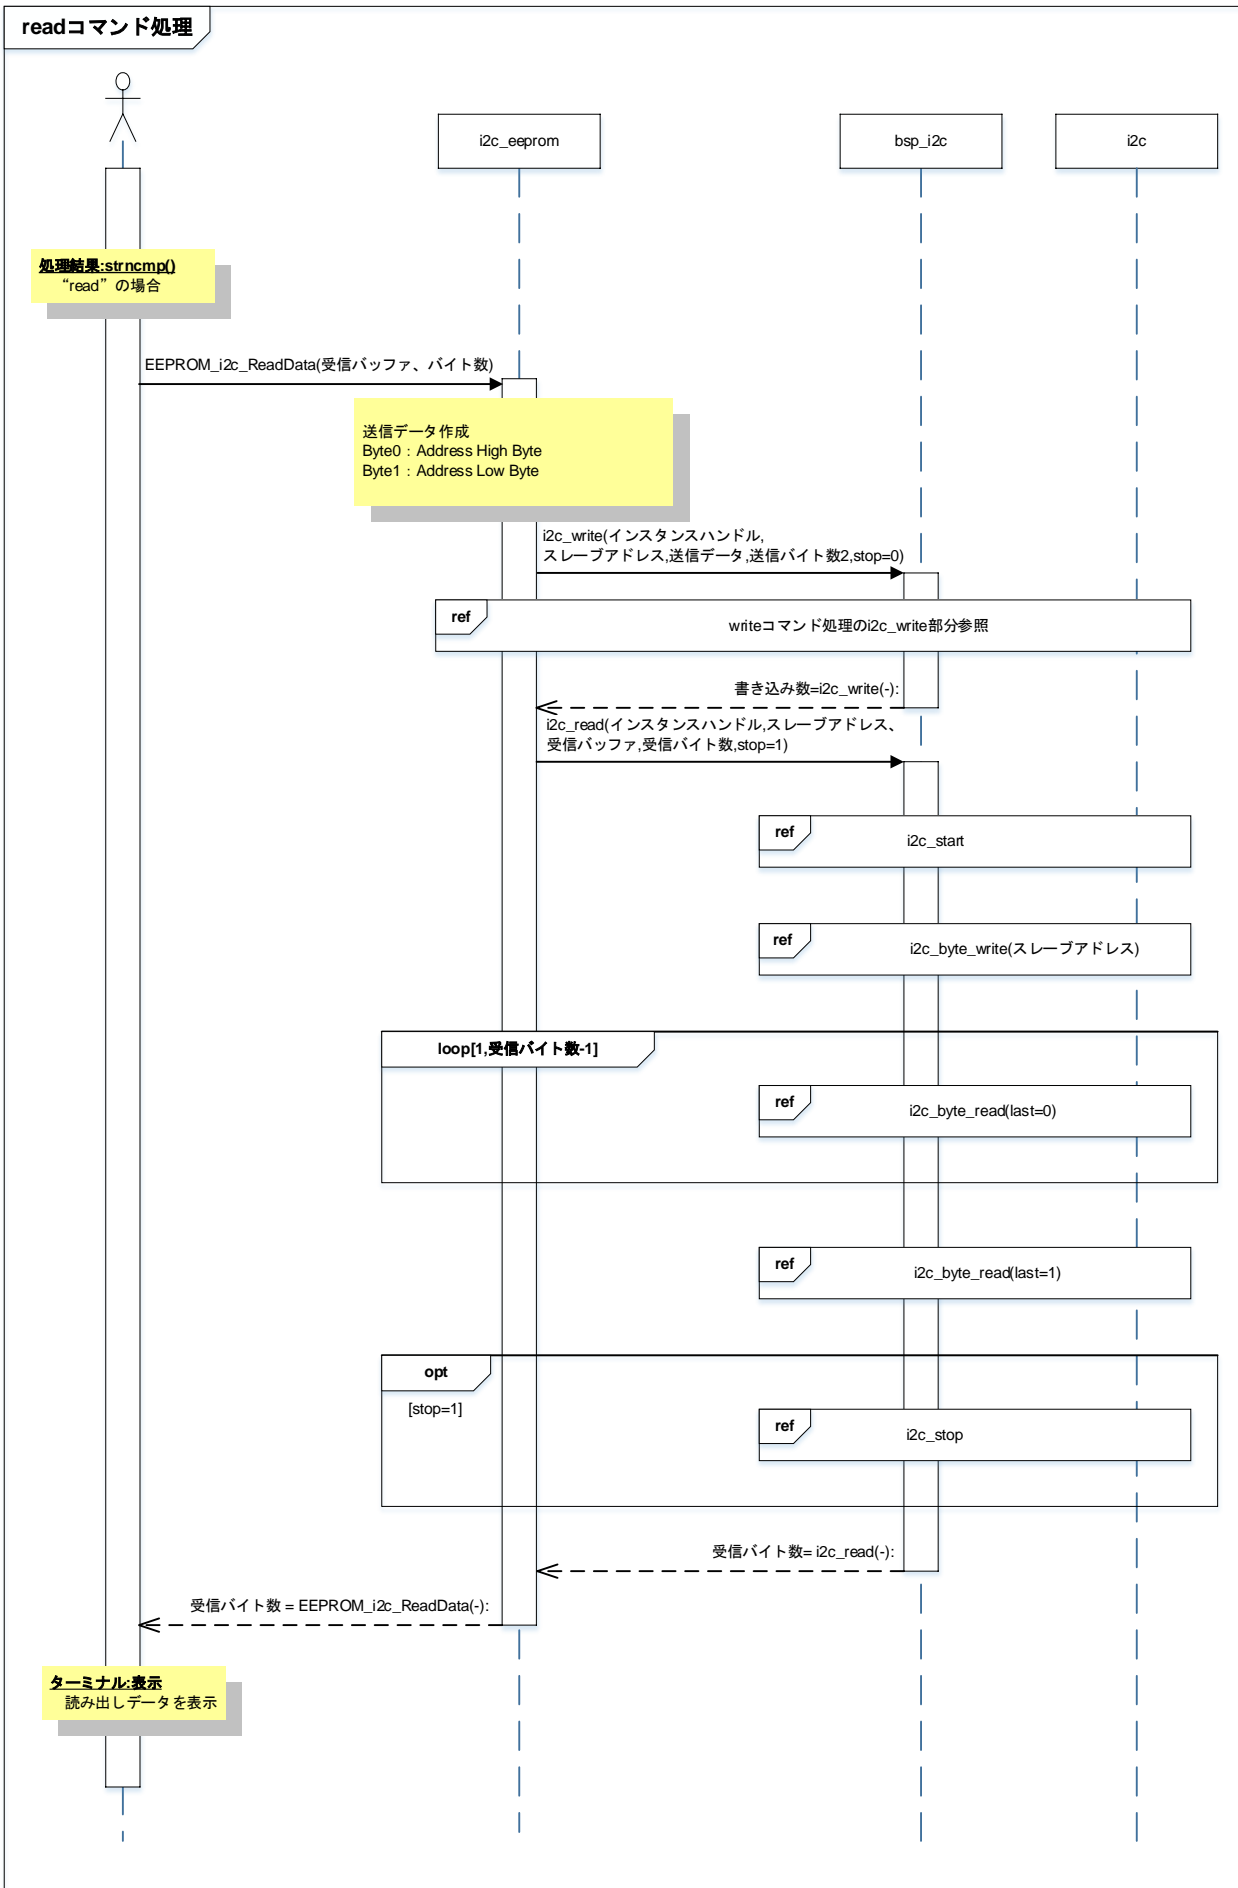 readコマンド処理
i2c_eeprom
bsp_i2c
i2c
処理結果:strncmp()
“read”の場合
EEPROM_i2c_ReadData(受信バッファ、バイト数)
送信データ作成
Byte0：Address High Byte
Byte1：Address Low Byte
i2c_write(インスタンスハンドル,
スレーブアドレス,送信データ,送信バイト数2,stop=0)
ref
writeコマンド処理のi2c_write部分参照
書き込み数=i2c_write(-):
i2c_read(インスタンスハンドル,スレーブアドレス、
受信バッファ,受信バイト数,stop=1)
ref
i2c_start
ref
i2c_byte_write(スレーブアドレス)
loop[1,受信バイト数-1]
ref
i2c_byte_read(last=0)
ref
i2c_byte_read(last=1)
opt
[stop=1]
ref
i2c_stop
受信バイト数= i2c_read(-):
受信バイト数 = EEPROM_i2c_ReadData(-):
ターミナル:表示
読み出しデータを表示